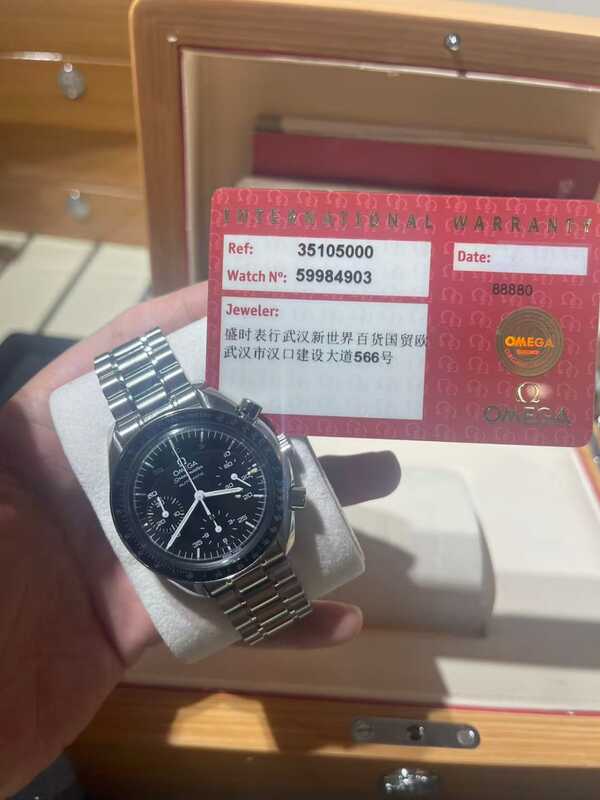 INTERNATIONAL WARRANTY
Ref: 35105000
Watch Nº: 59984903
Date:
88880
Jeweler:
盛时表行武汉新世界百货国贸欧
武汉市汉口建设大道566号
OMEGA
OMEGA
OMEGA
Speedmaster
AUTOMATIC